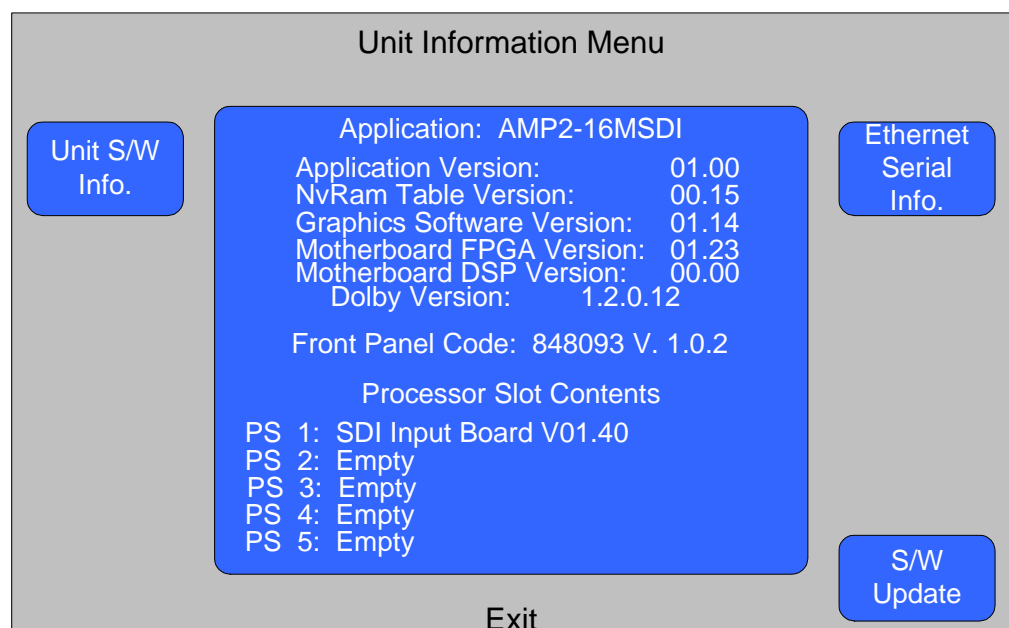 Unit Information Menu
Unit S/W
Info.
Application: AMP2-16MSDI
Application Version: 01.00
NvRam Table Version: 00.15
Graphics Software Version: 01.14
Motherboard FPGA Version: 01.23
Motherboard DSP Version: 00.00
Dolby Version: 1.2.0.12
Front Panel Code: 848093 V. 1.0.2
Processor Slot Contents
PS 1: SDI Input Board V01.40
PS 2: Empty
PS 3: Empty
PS 4: Empty
PS 5: Empty
Ethernet
Serial
Info.
S/W
Update
Exit